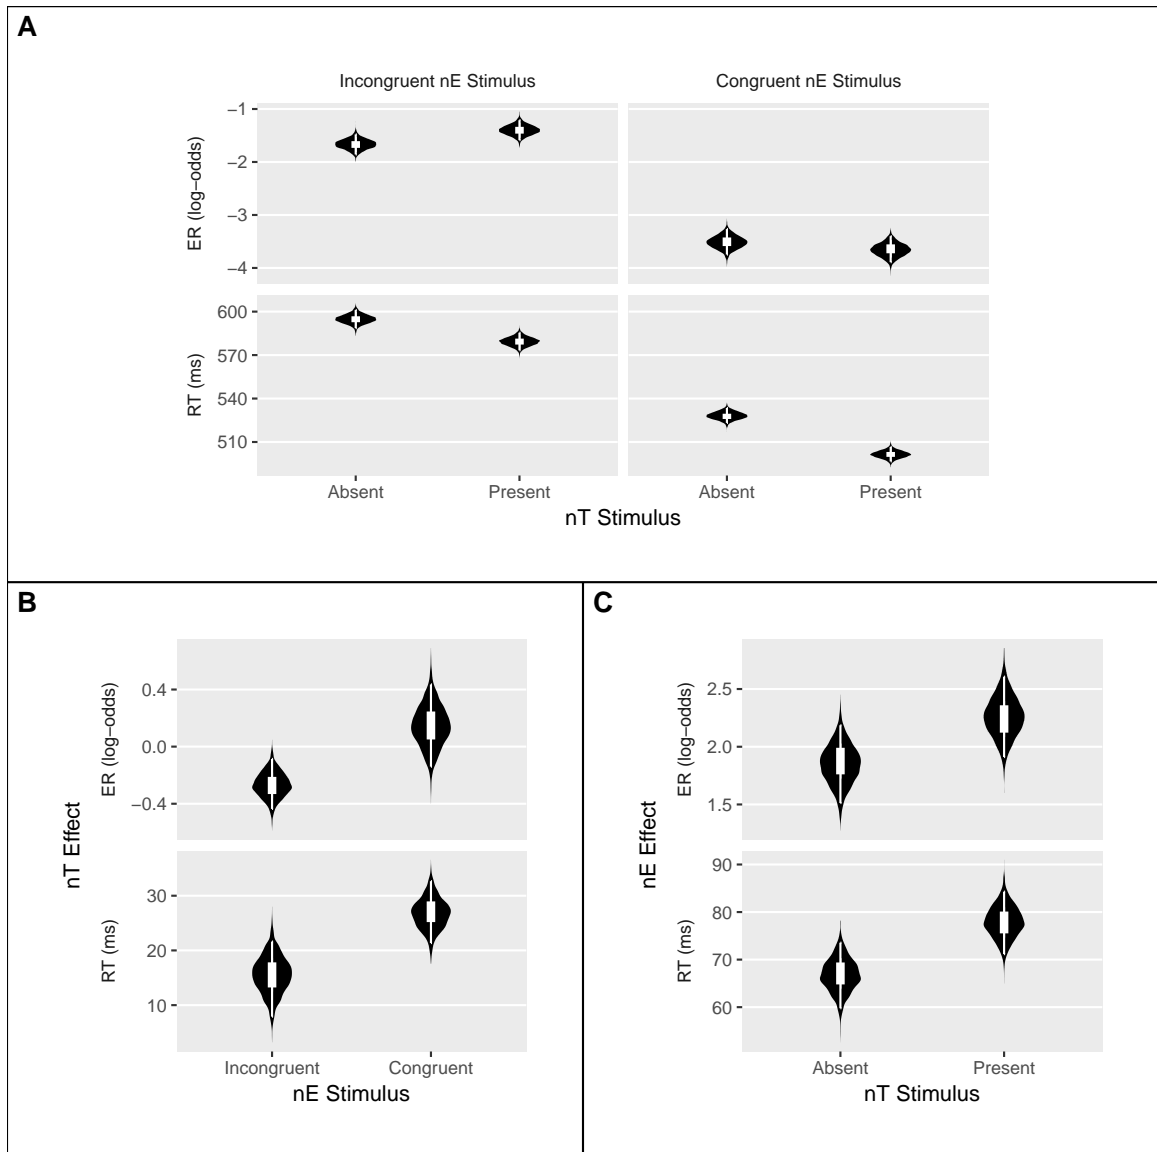 A
Incongruent nE Stimulus
Congruent nE Stimulus
ER (log−odds)
−1
−2
−3
−4
RT (ms)
600
570
540
510
Absent
Present
Absent
Present
nT Stimulus
B
nT Effect
ER (log−odds)
0.4
0.0
−0.4
RT (ms)
30
20
10
Incongruent
Congruent
nE Stimulus
C
nE Effect
ER (log−odds)
2.5
2.0
1.5
RT (ms)
90
80
70
60
Absent
Present
nT Stimulus